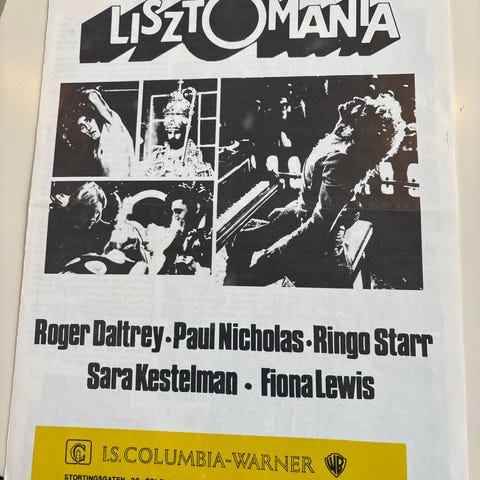 LISZTOMANIA
Roger Daltrey • Paul Nicholas • Ringo Starr
Sara Kestelman • Fiona Lewis
I.S. COLUMBIA-WARNER